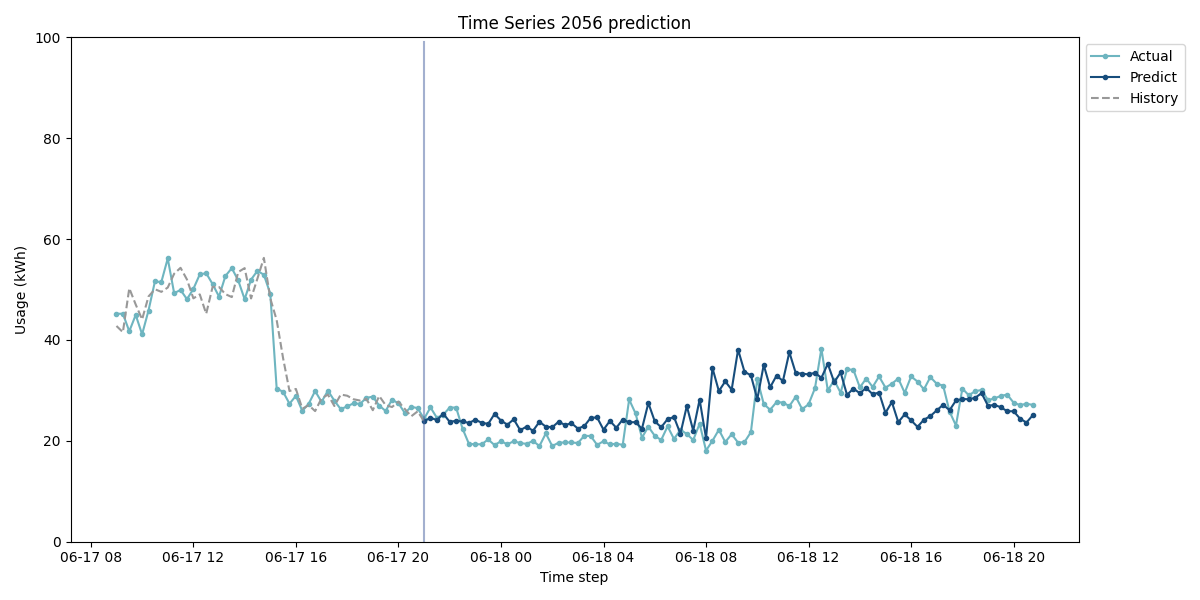 Time Series 2056 prediction
100
80
60
40
20
0
Usage (kWh)
06-17 08
06-17 12
06-17 16
06-17 20
06-18 00
06-18 04
06-18 08
06-18 12
06-18 16
06-18 20
Time step
Actual
Predict
History